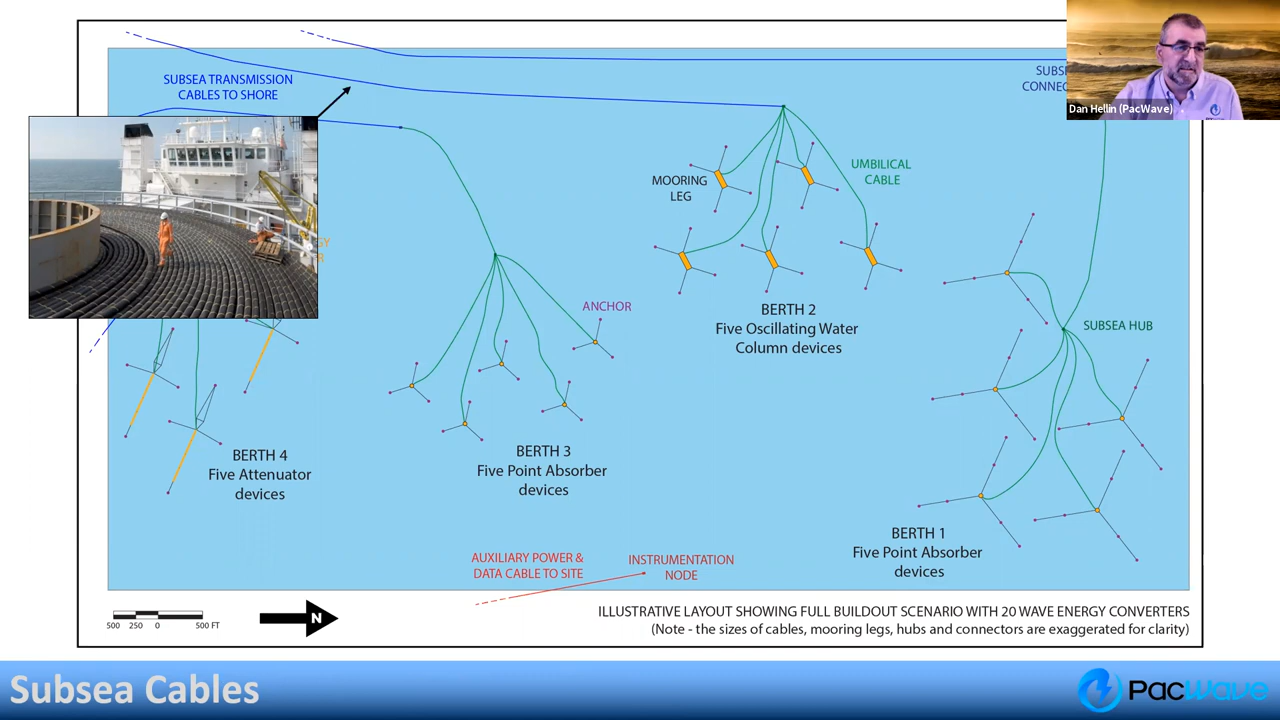 SUBSEA TRANSMISSION
CABLES TO SHORE
Dan Hellin (PacWave)
MOORING
LEG
UMBILICAL
CABLE
ANCHOR
BERTH 2
Five Oscillating Water
Column devices
SUBSEA HUB
BERTH 4
Five Attenuator
devices
BERTH 3
Five Point Absorber
devices
BERTH 1
Five Point Absorber
devices
AUXILIARY POWER &
DATA CABLE TO SITE
INSTRUMENTATION
NODE
500 250 0 500 FT
N
ILLUSTRATIVE LAYOUT SHOWING FULL BUILDOUT SCENARIO WITH 20 WAVE ENERGY CONVERTERS
(Note - the sizes of cables, mooring legs, hubs and connectors are exaggerated for clarity)
Subsea Cables
PacWave